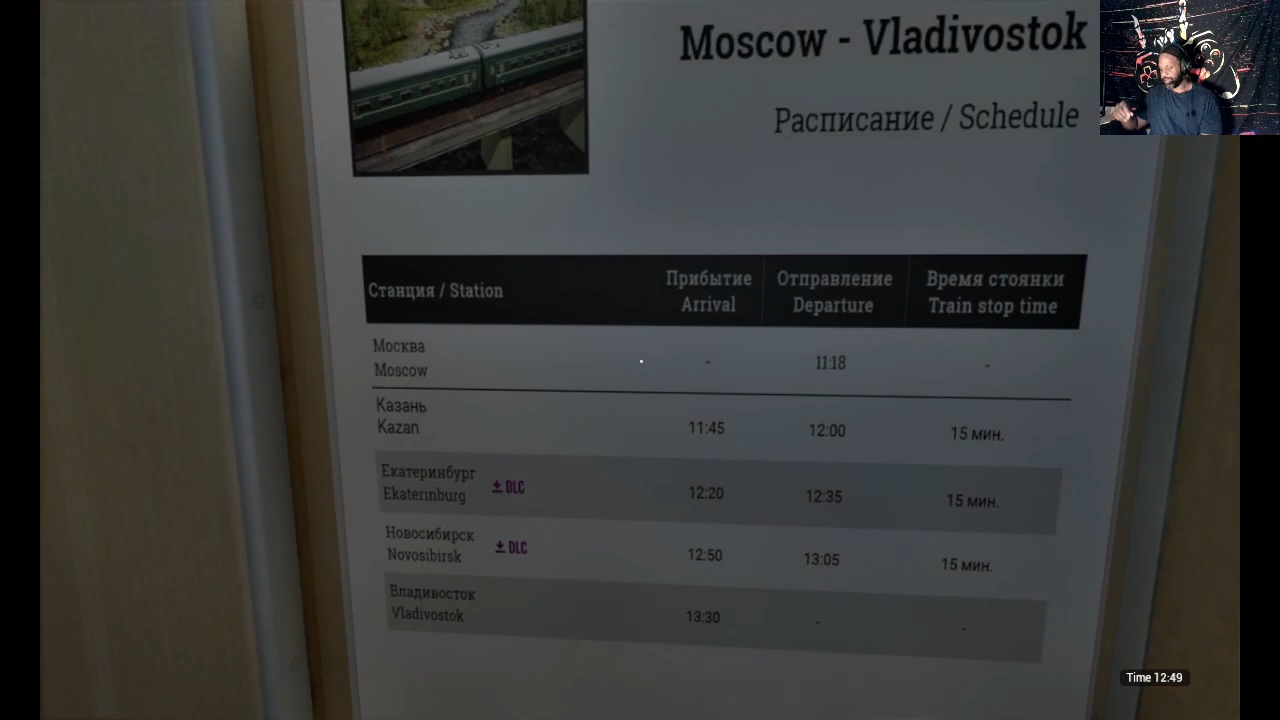 Moscow - Vladivostok
Расписание / Schedule
Станция / Station
Прибытие
Arrival
Отправление
Departure
Время стоянки
Train stop time
Москва
Moscow
-
11:18
-
Казань
Kazan
11:45
12:00
15 мин.
Екатеринбург
Ekaterinburg
DLC
12:20
12:35
15 мин.
Новосибирск
Novosibirsk
DLC
12:50
13:05
15 мин.
Владивосток
Vladivostok
13:30
-
-
Time 12:49